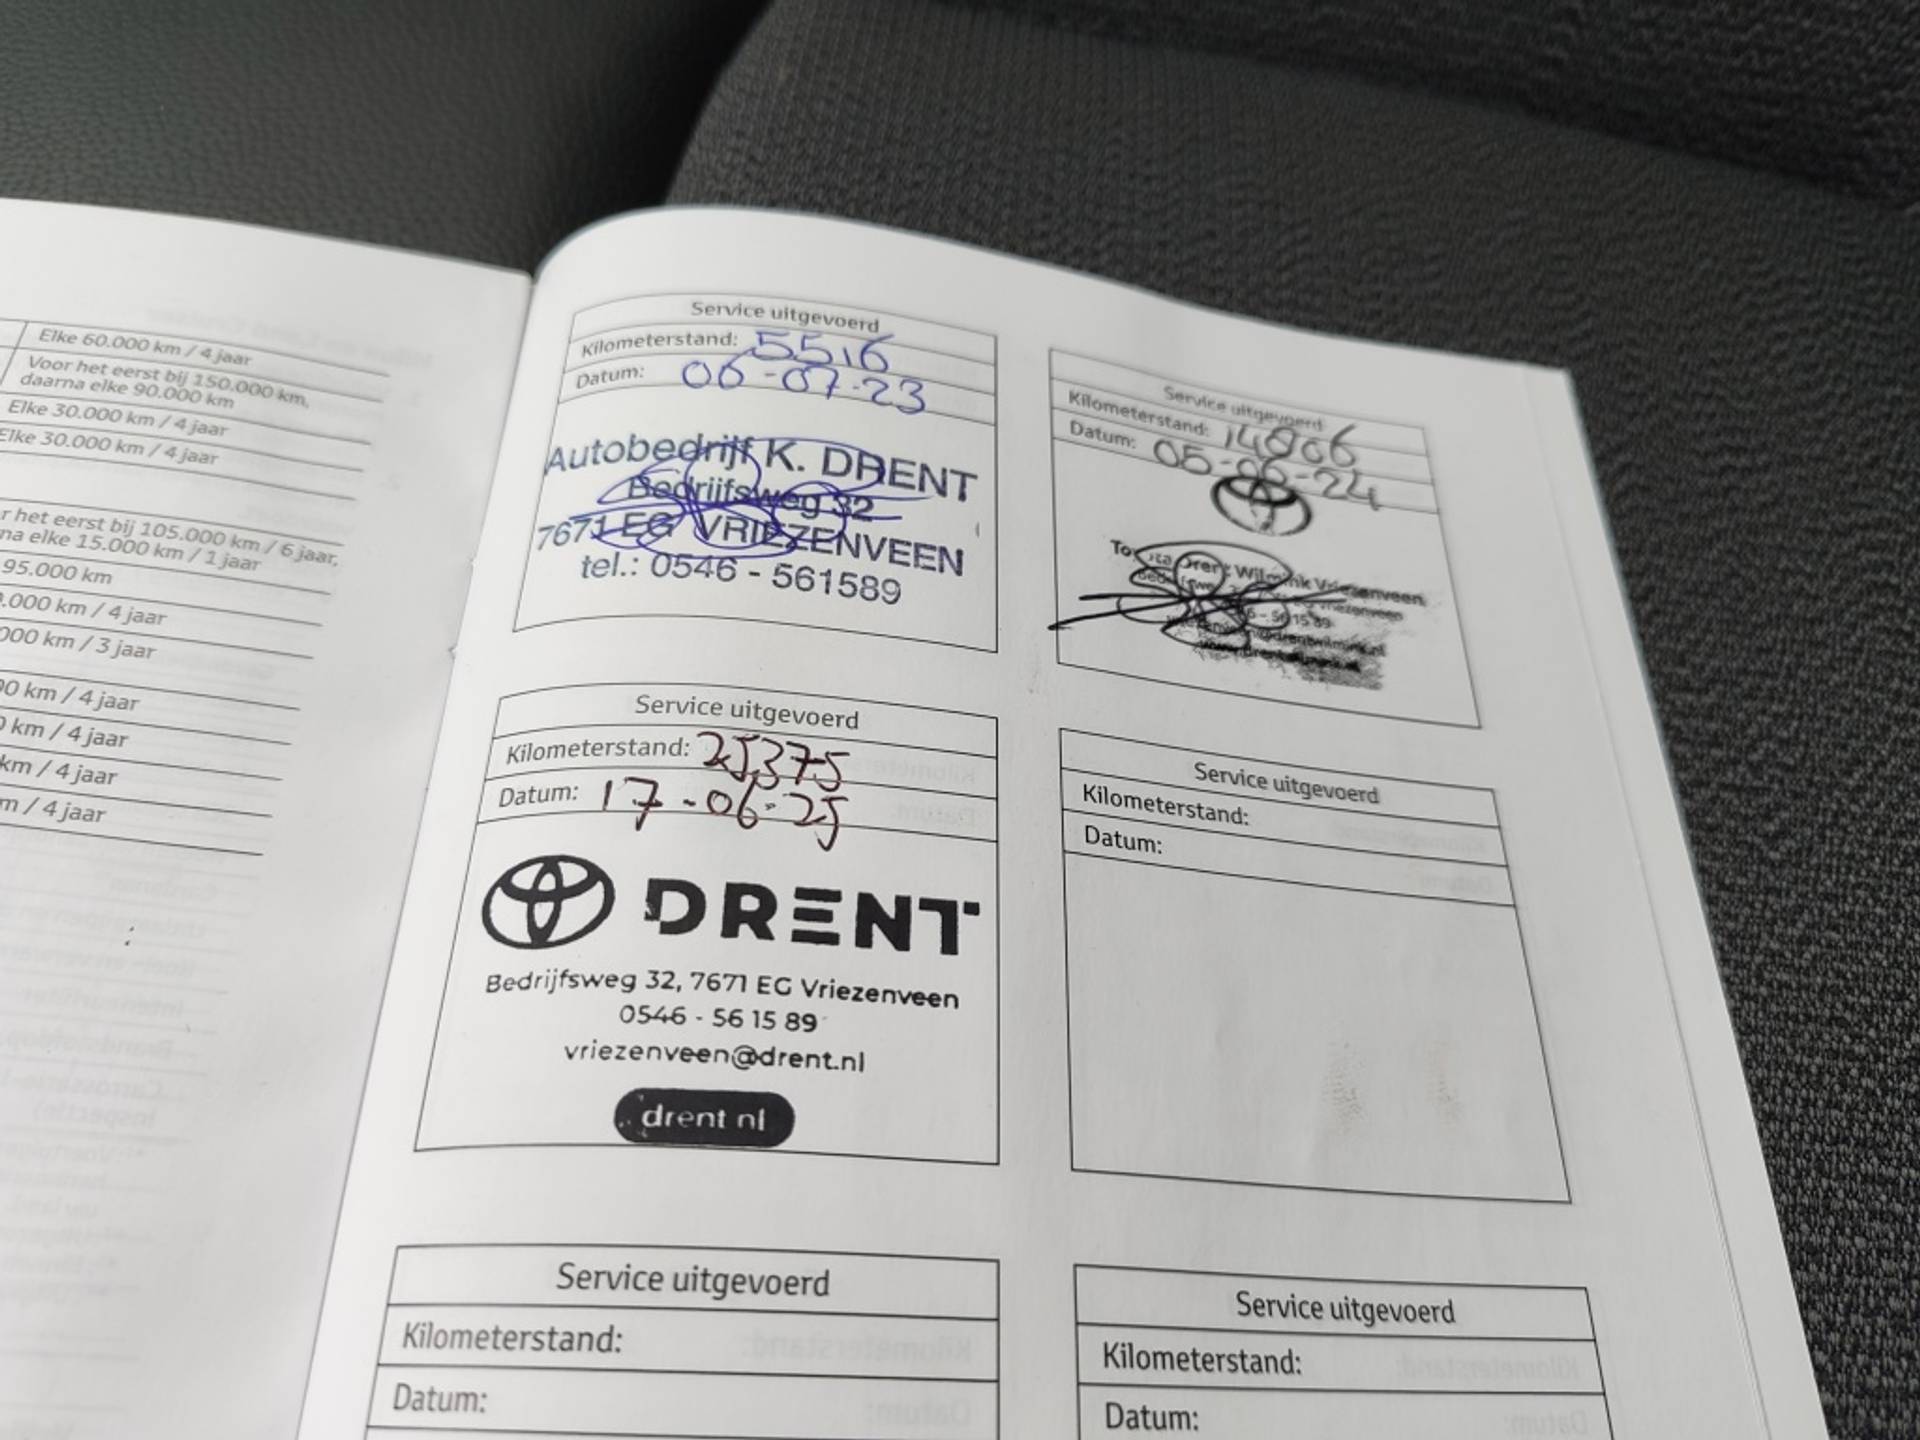 Elke 60.000 km / 4 jaar
Voor het eerst bij 150.000 km,
daarna elke 90.000 km
Elke 30.000 km / 4 jaar
Elke 30.000 km / 4 jaar
het eerst bij 105.000 km / 6 jaar,
elke 15.000 km / 1 jaar
95.000 km
.000 km / 4 jaar
000 km / 3 jaar
00 km / 4 jaar
0 km / 4 jaar
km / 4 jaar
m / 4 jaar
Service uitgevoerd
Kilometerstand: 5516
Datum: 06-07-23
Autobedrijf K. DRENT
Bedrijfsweg 32
7671 EG VRIEZENVEEN
tel.: 0546 - 561589
Service uitgevoerd
Kilometerstand: 14806
Datum: 05-06-24
Toyota Drent Wilmink Vriezenveen
Service uitgevoerd
Kilometerstand: 25375
Datum: 17-06-25
DRENT
Bedrijfsweg 32, 7671 EG Vriezenveen
0546 - 56 15 89
vriezenveen@drent.nl
drent nl
Service uitgevoerd
Kilometerstand:
Datum:
Service uitgevoerd
Kilometerstand:
Datum:
Service uitgevoerd
Kilometerstand:
Datum: